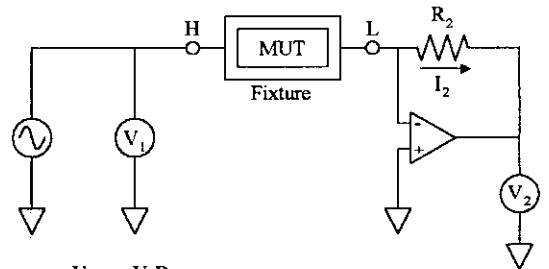 H
MUT
L
R₂
I₂
Fixture
V₁
-
+
V₂